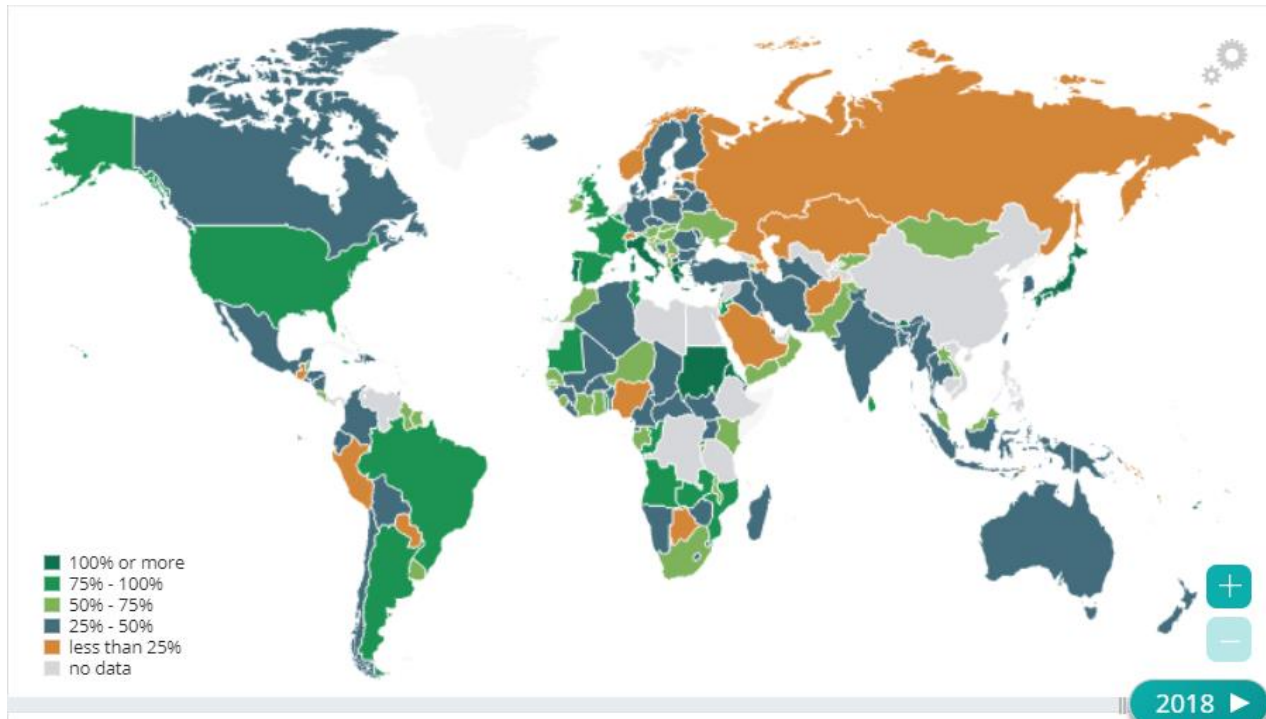 100% or more
75% - 100%
50% - 75%
25% - 50%
less than 25%
no data
2018